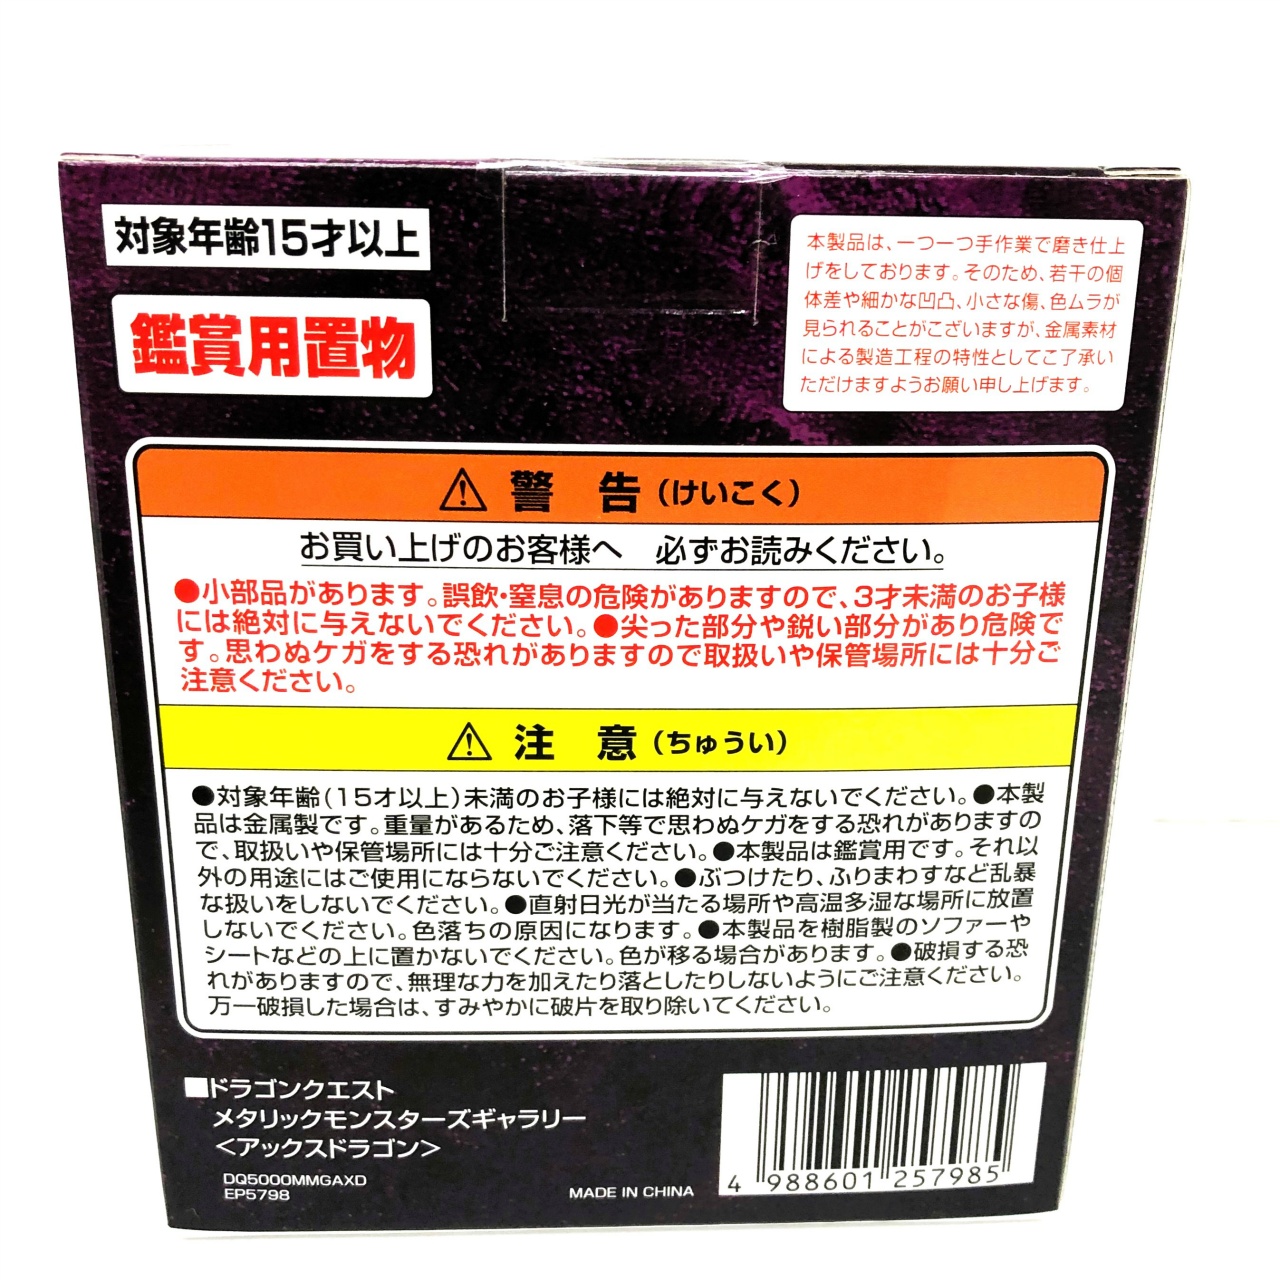 対象年齢15才以上
鑑賞用置物
本製品は、一つ一つ手作業で磨き仕上
げをしております。そのため、若干の個
体差や細かな凹凸、小さな傷、色ムラが
見られることがございますが、金属素材
による製造工程の特性としてご了承い
ただけますようお願い申し上げます。
⚠ 警 告 (けいこく)
お買い上げのお客様へ 必ずお読みください。
●小部品があります。誤飲・窒息の危険がありますので、3才未満のお子様
には絶対に与えないでください。●尖った部分や鋭い部分があり危険で
す。思わぬケガをする恐れがありますので取扱いや保管場所には十分ご
注意ください。
⚠ 注 意 (ちゅうい)
●対象年齢(15才以上)未満のお子様には絶対に与えないでください。●本製
品は金属製です。重量があるため、落下等で思わぬケガをする恐れがありますの
で、取扱いや保管場所には十分ご注意ください。●本製品は鑑賞用です。それ以
外の用途にはご使用にならないでください。●ぶつけたり、ふりまわすなど乱暴
な扱いをしないでください。●直射日光が当たる場所や高温多湿な場所に放置
しないでください。色落ちの原因になります。●本製品を樹脂製のソファーや
シートなどの上に置かないでください。色が移る場合があります。●破損する恐
れがありますので、無理な力を加えたり落としたりしないようにご注意ください。
万一破損した場合は、すみやかに破片を取り除いてください。
■ドラゴンクエスト
メタリックモンスターズギャラリー
<アックスドラゴン>
DQ5000MMGAXD
EP5798
MADE IN CHINA
4 988601 257985